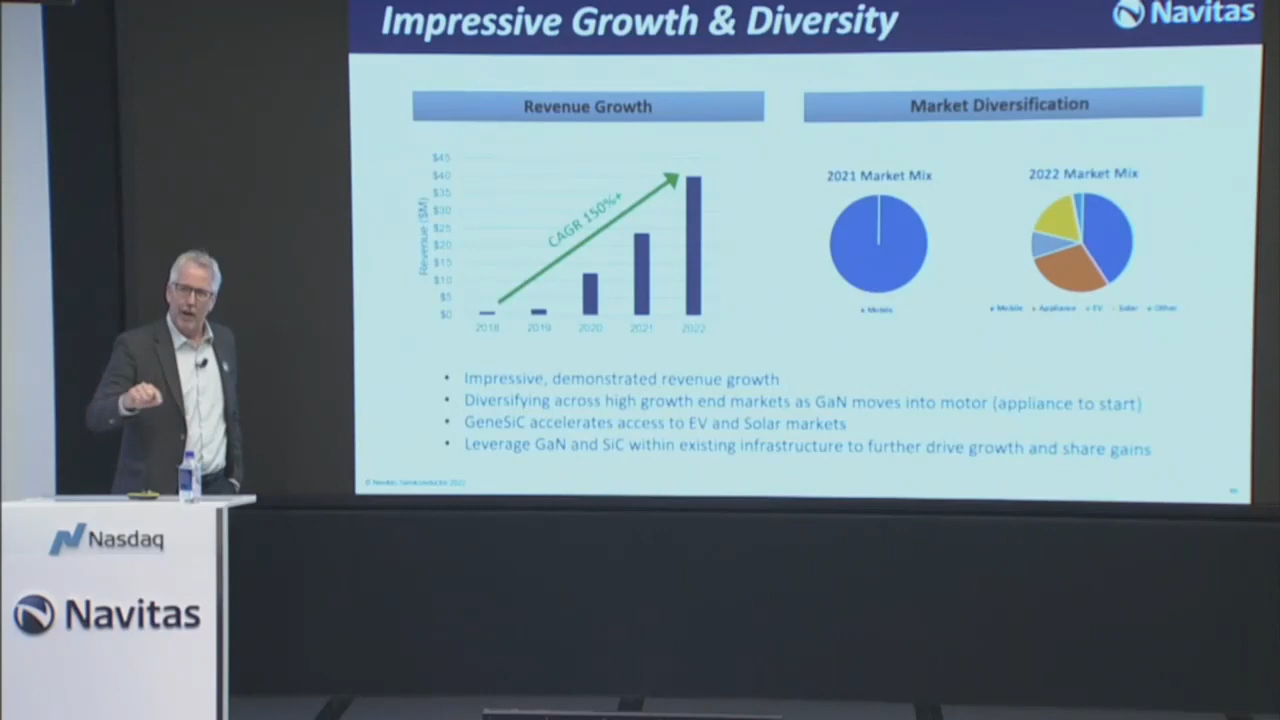 Impressive Growth & Diversity
Navitas
Revenue Growth
Market Diversification
$45
$40
$35
$30
$25
$20
$15
$10
$5
$0
Revenue ($M)
CAGR 150%+
2018 2019 2020 2021 2022
2021 Market Mix
Mobile
2022 Market Mix
Mobile Appliance EV Solar Other
• Impressive, demonstrated revenue growth
• Diversifying across high growth end markets as GaN moves into motor (appliance to start)
• GeneSiC accelerates access to EV and Solar markets
• Leverage GaN and SiC within existing infrastructure to further drive growth and share gains
© Navitas Semiconductor 2022
Nasdaq
Navitas